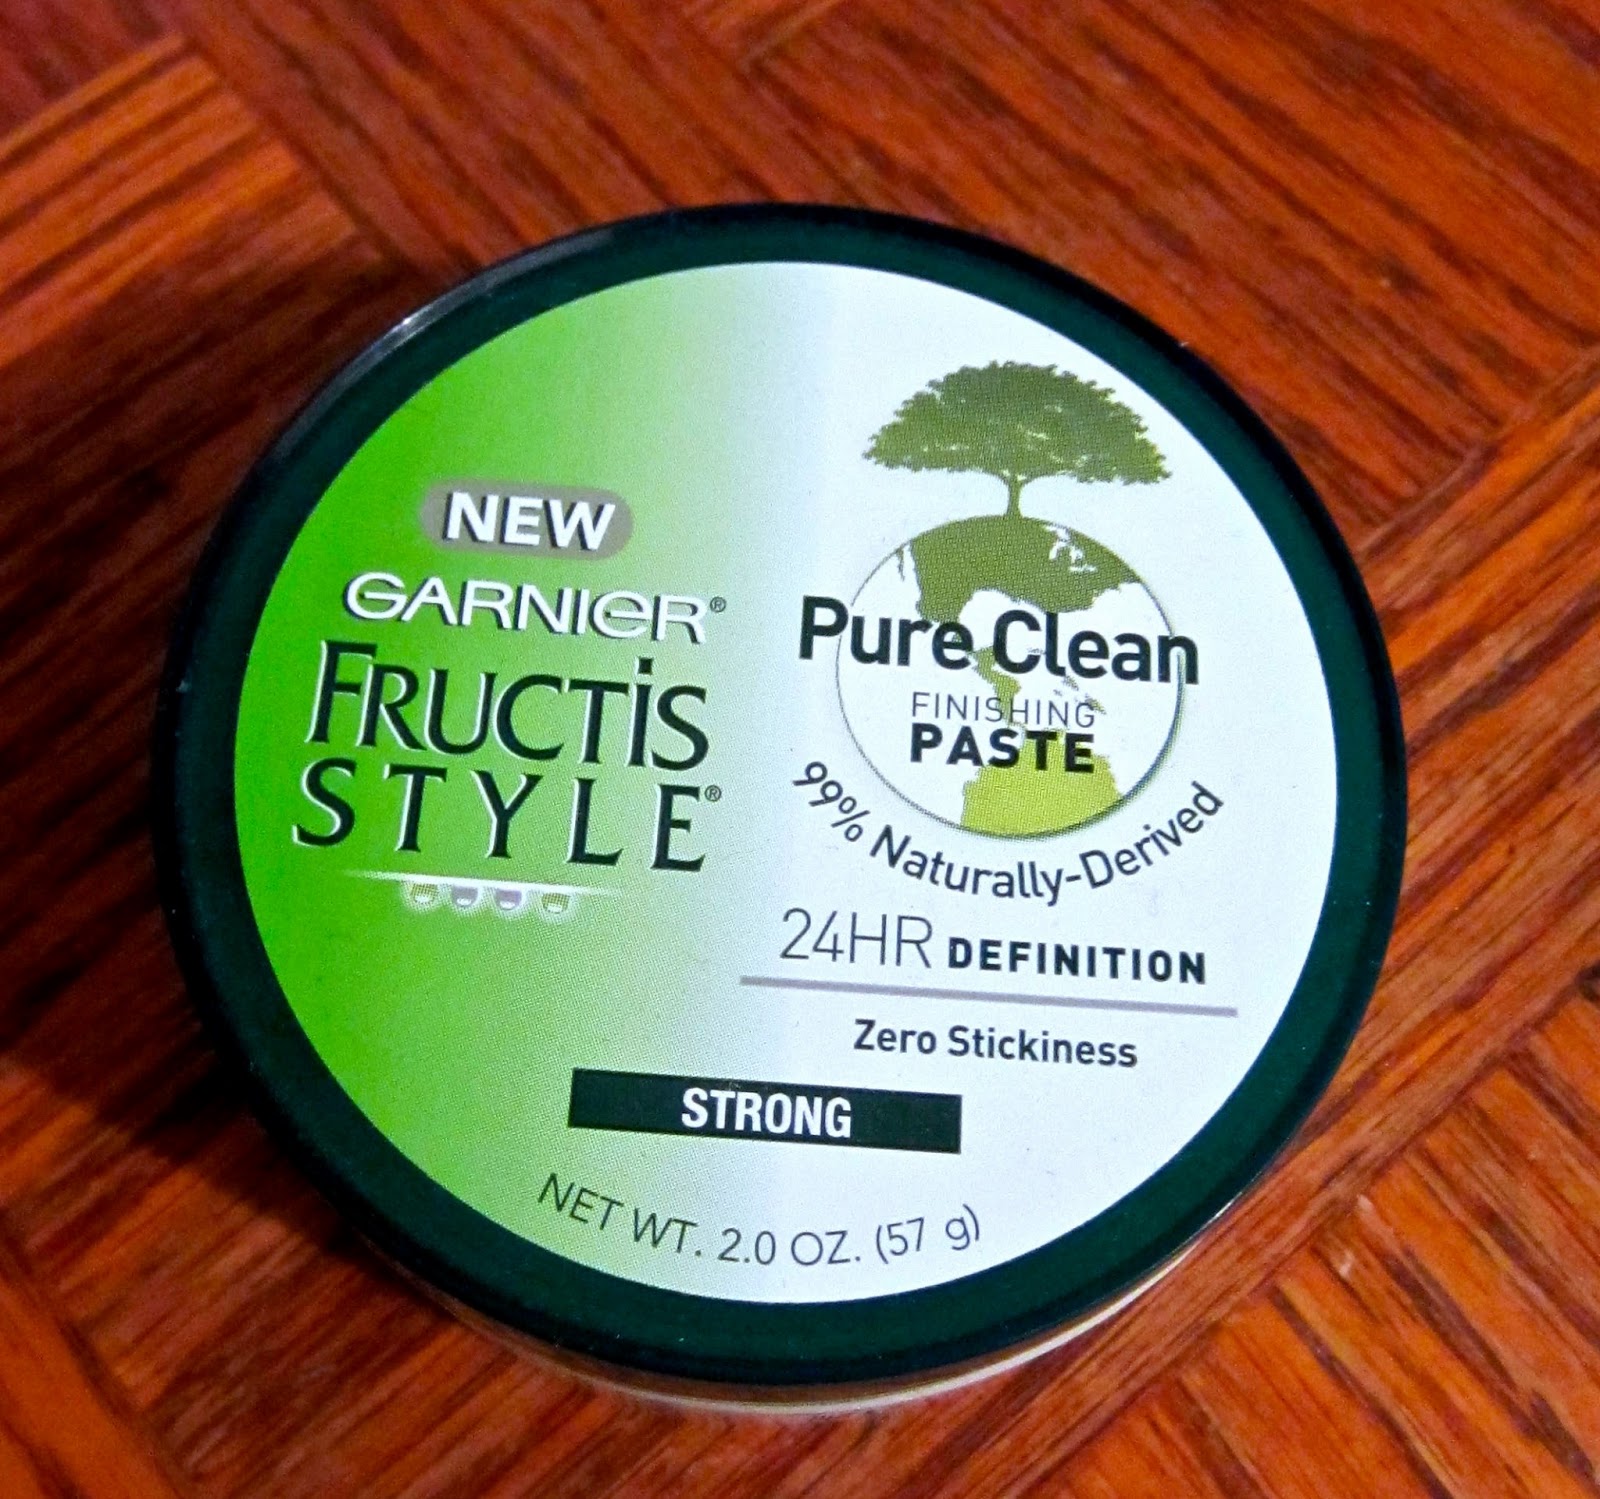 NEW
GARNIER®
FRUCTIS
STYLE®
Pure Clean
FINISHING
PASTE
99% Naturally-Derived
24HR DEFINITION
Zero Stickiness
STRONG
NET WT. 2.0 OZ. (57 g)